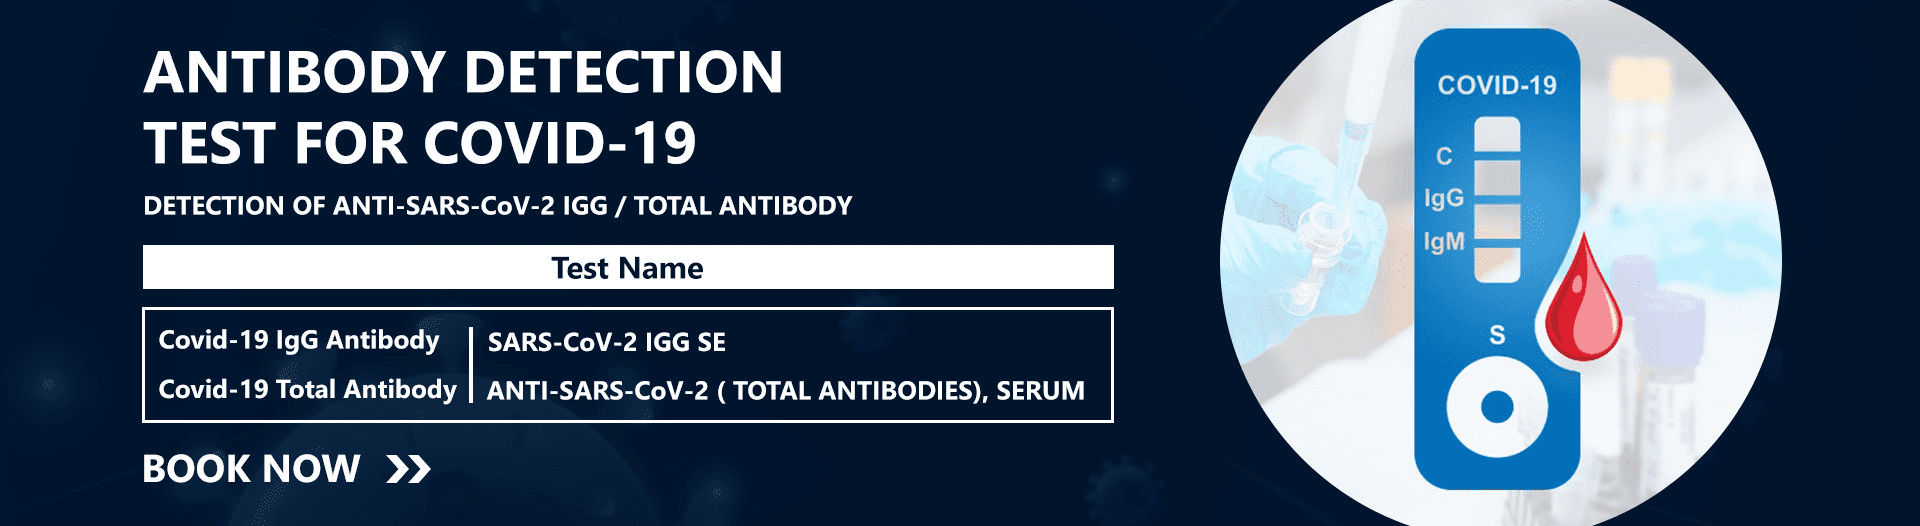 ANTIBODY DETECTION
TEST FOR COVID-19
DETECTION OF ANTI-SARS-CoV-2 IGG / TOTAL ANTIBODY
Test Name
Covid-19 IgG Antibody
SARS-CoV-2 IGG SE
Covid-19 Total Antibody
ANTI-SARS-CoV-2 ( TOTAL ANTIBODIES), SERUM
BOOK NOW
COVID-19
C
IgG
IgM
S